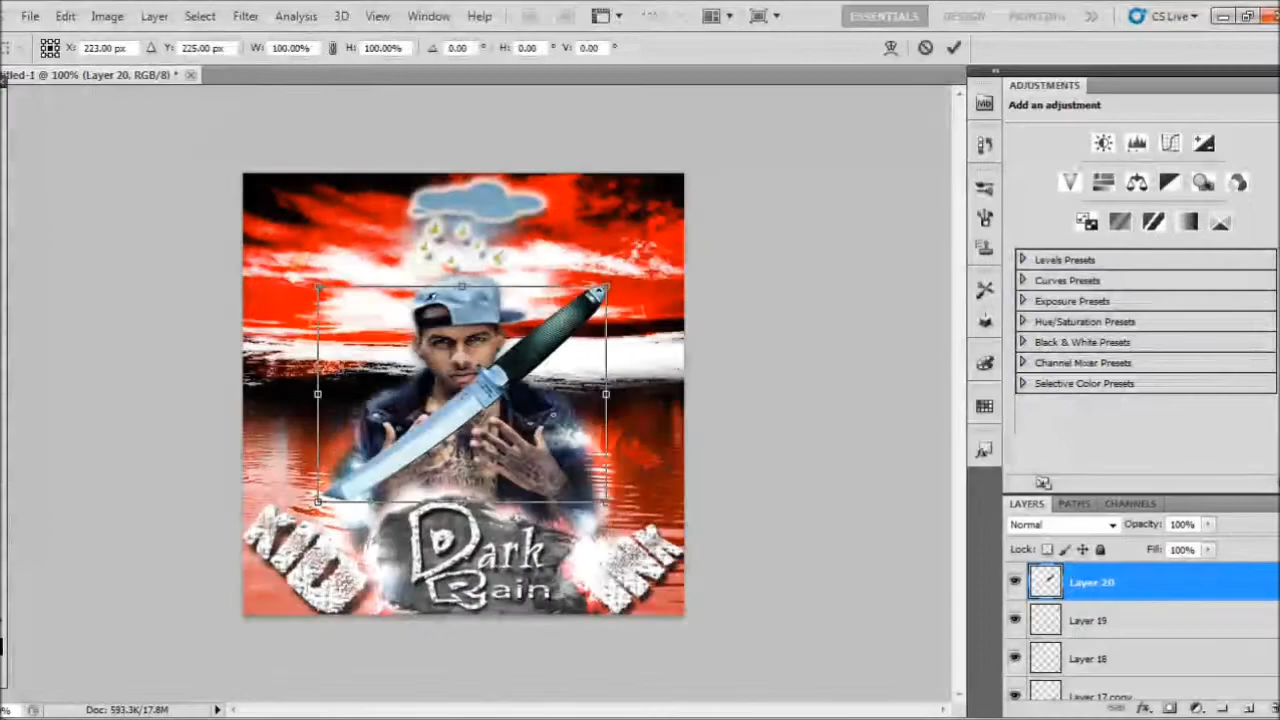 File Edit Image Layer Select Filter Analysis 3D View Window Help ESSENTIALS DESIGN PAINTING CS Live
X: 223.00 px Y: 225.00 px W: 100.00% H: 100.00% 0.00 ° H: 0.00 ° V: 0.00 °
itled-1 @ 100% (Layer 20, RGB/8) *
ADJUSTMENTS
Add an adjustment
Levels Presets
Curves Presets
Exposure Presets
Hue/Saturation Presets
Black & White Presets
Channel Mixer Presets
Selective Color Presets
KID Dark Rain INK
LAYERS PATHS CHANNELS
Normal Opacity: 100%
Lock: Fill: 100%
Layer 20
Layer 19
Layer 18
Layer 17 copy
% Doc: 593.3K/17.8M